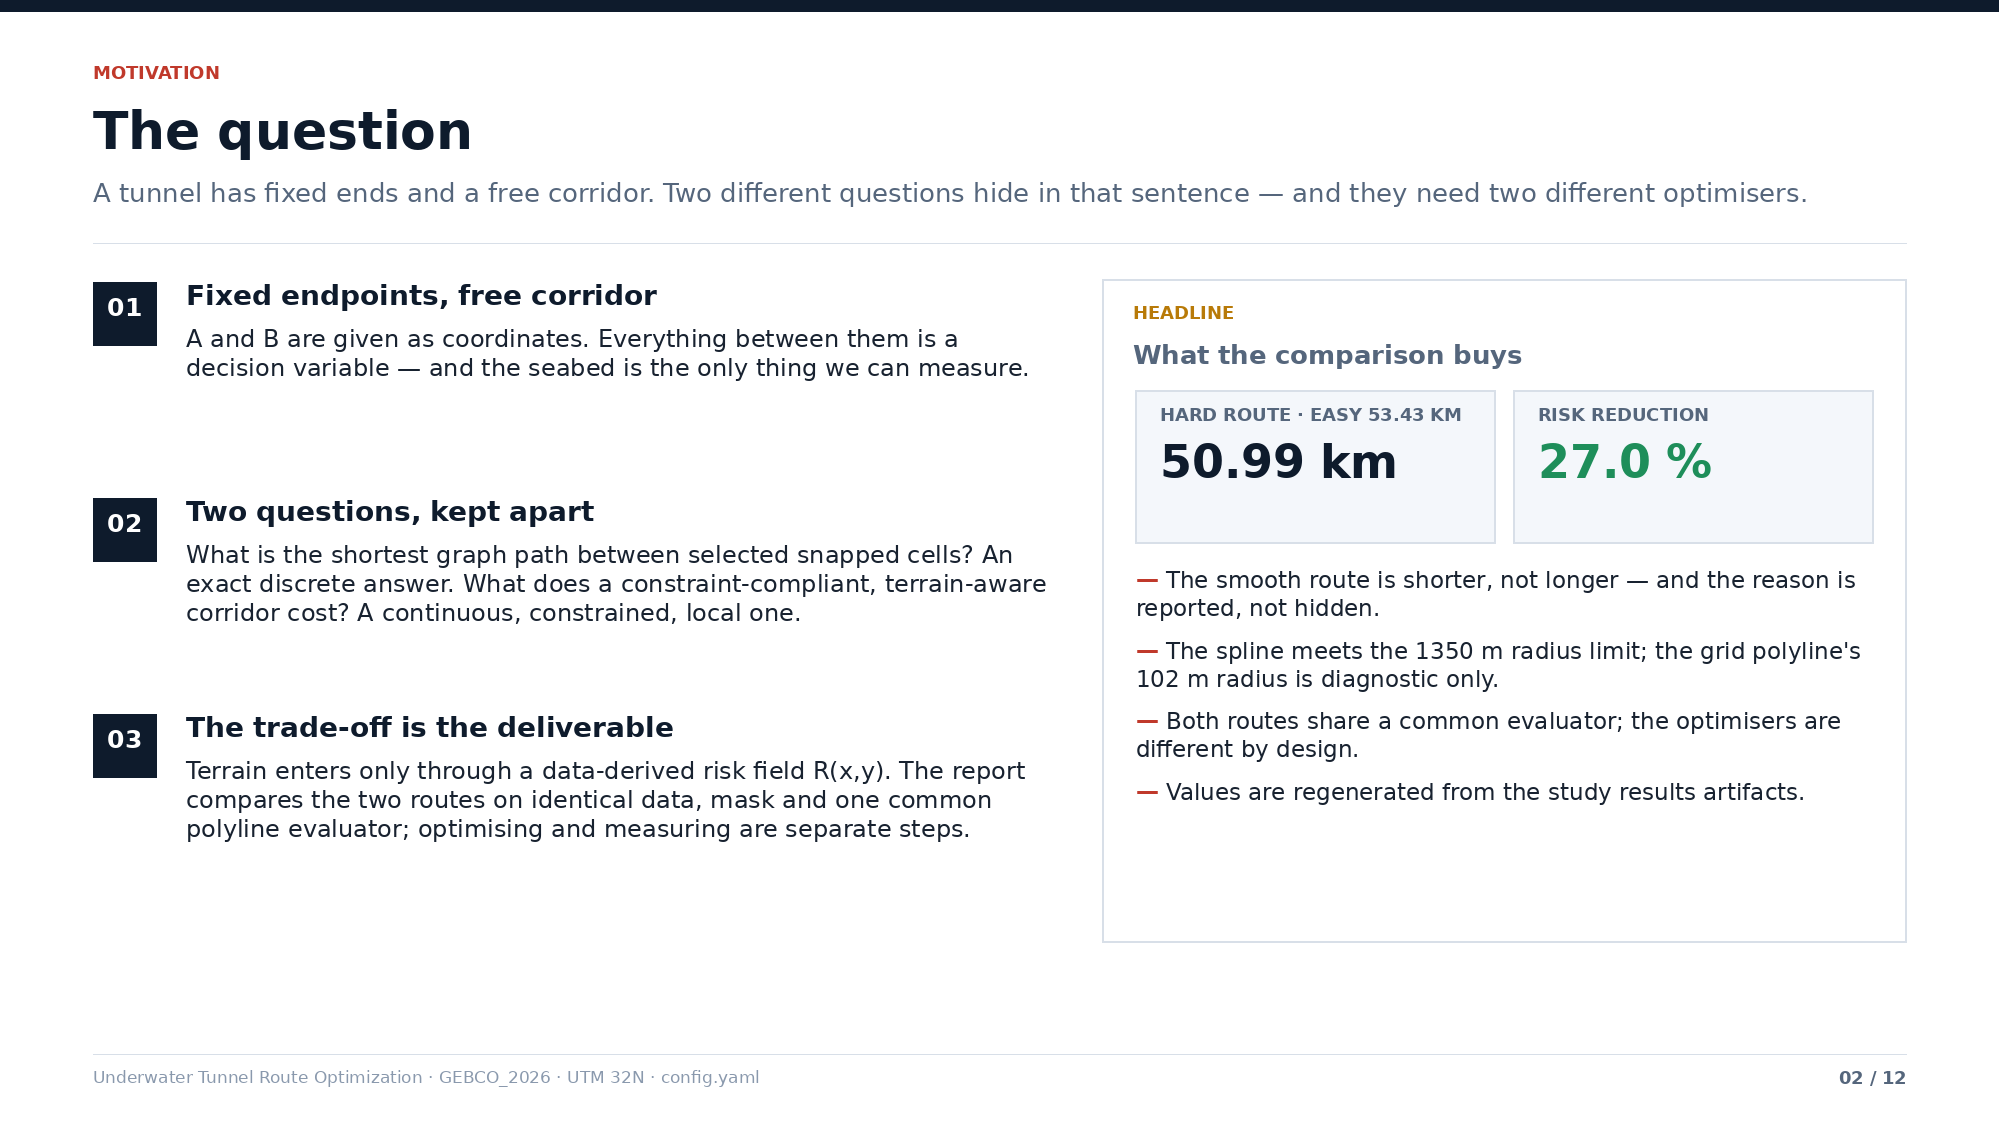 MOTIVATION
The question
A tunnel has fixed ends and a free corridor. Two different questions hide in that sentence — and they need two different optimisers.
01
Fixed endpoints, free corridor
A and B are given as coordinates. Everything between them is a
decision variable — and the seabed is the only thing we can measure.
02
Two questions, kept apart
What is the shortest graph path between selected snapped cells? An
exact discrete answer. What does a constraint-compliant, terrain-aware
corridor cost? A continuous, constrained, local one.
03
The trade-off is the deliverable
Terrain enters only through a data-derived risk field R(x,y). The report
compares the two routes on identical data, mask and one common
polyline evaluator; optimising and measuring are separate steps.
HEADLINE
What the comparison buys
HARD ROUTE · EASY 53.43 KM
50.99 km
RISK REDUCTION
27.0 %
— The smooth route is shorter, not longer — and the reason is
reported, not hidden.
— The spline meets the 1350 m radius limit; the grid polyline's
102 m radius is diagnostic only.
— Both routes share a common evaluator; the optimisers are
different by design.
— Values are regenerated from the study results artifacts.
Underwater Tunnel Route Optimization · GEBCO_2026 · UTM 32N · config.yaml
02 / 12